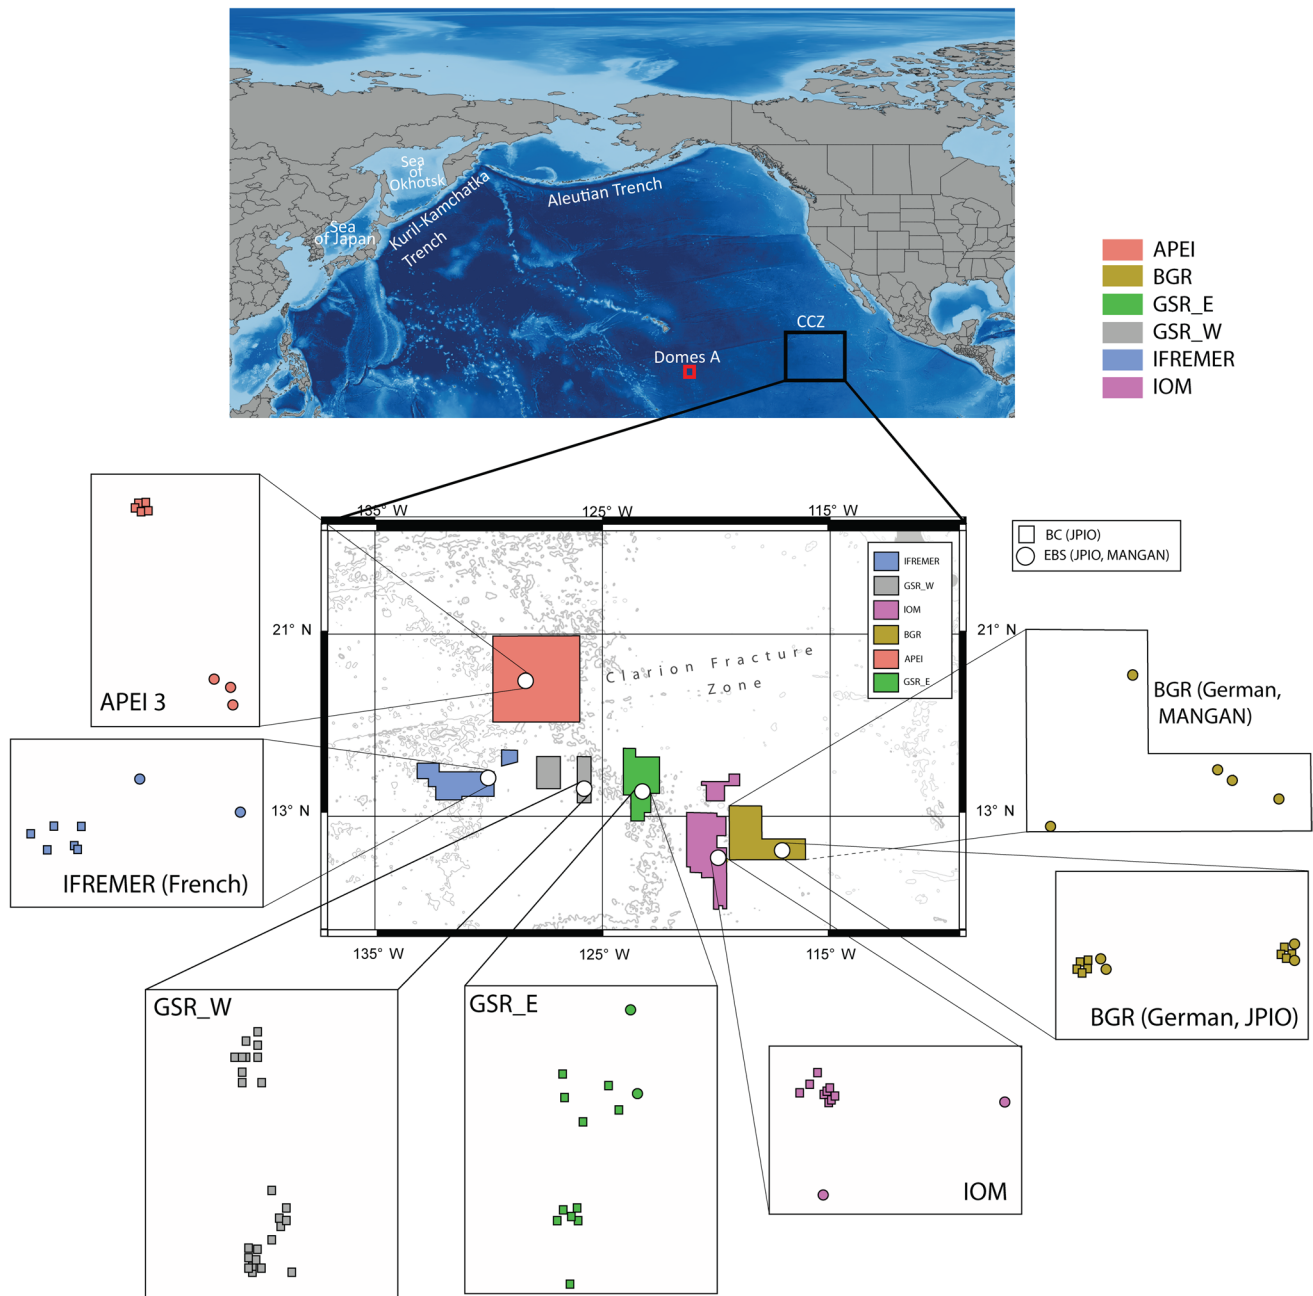 Sea
of
Okhotsk
Sea
of Japan
Kuril-Kamchatka
Trench
Aleutian Trench
CCZ
Domes A
APEI
BGR
GSR_E
GSR_W
IFREMER
IOM
135° W
125° W
115° W
BC (JPIO)
EBS (JPIO, MANGAN)
IFREMER
GSR_W
IOM
BGR
APEI
GSR_E
21° N
21° N
Clarion Fracture
Zone
APEI 3
BGR (German,
MANGAN)
13° N
13° N
IFREMER (French)
135° W
125° W
115° W
GSR_W
GSR_E
BGR (German, JPIO)
IOM